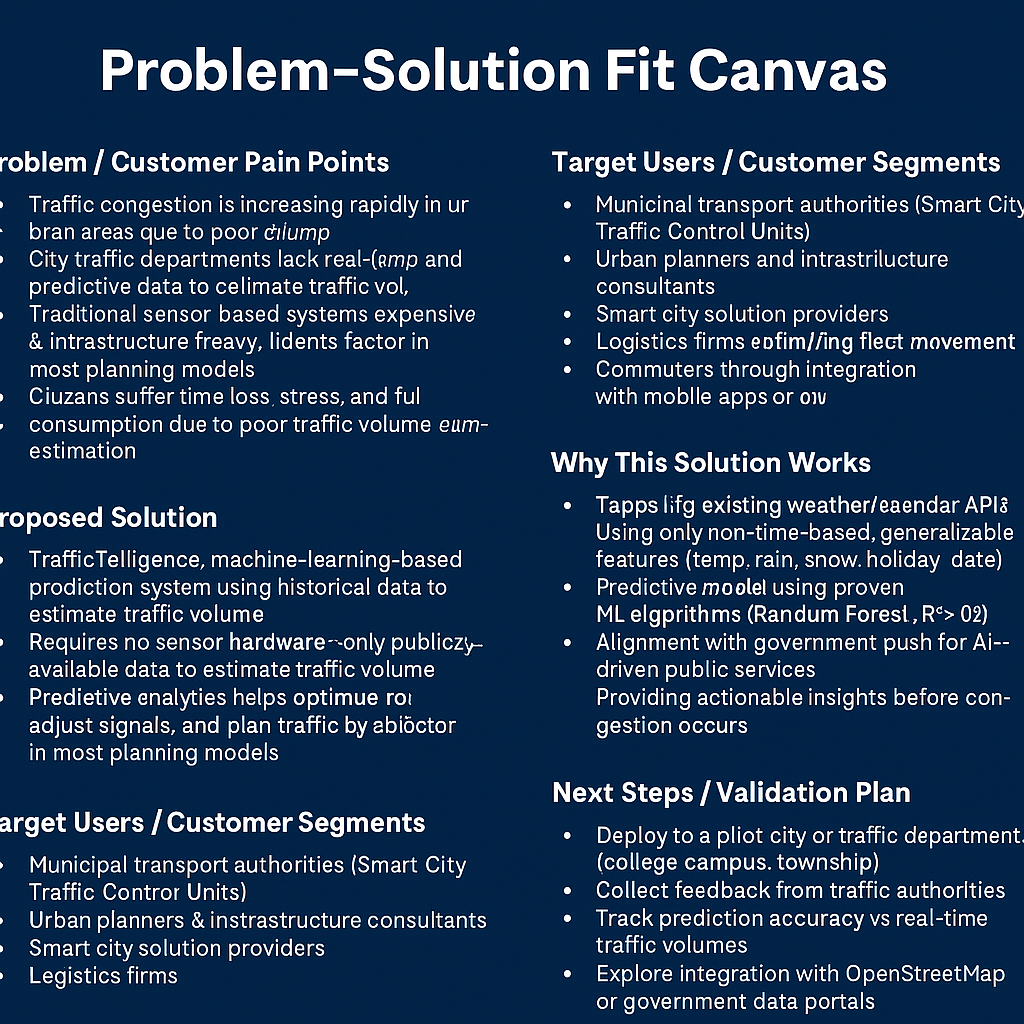 Problem–Solution Fit Canvas
roblem / Customer Pain Points
• Traffic congestion is increasing rapidly in ur
bran areas que to poor
• City traffic departments lack real- and
predictive data to celimate traffic vol,
• Traditional sensor based systems expensive
& intrastructure freavy, lidents factor in
most planning models
• Ciuzans suffer time loss, stress, and ful
• consumption due to poor traffic volume eum-
estimation
roposed Solution
• TrafficTelligence, machine-learning-based
prodiction system using historical data to
estimate traffic volume
• Requires no sensor hardware--only publiczy–
available data to estimate traffic volume
• Predietive enalyties helps optimue
adjust signals, and plan traffic by abioctor
in most planning models
arget Users / Customer Segments
• Municipal transport authorities (Smart City
Traffic Contror Units)
• Urban planners & instrastructure consultants
• Smart city solution providers
• Legistics firms
Target Users / Customer Segments
• Municinal transport authorities (Smart City
Traffic Control Units)
• Urban planners and intrastrilucture
consultants
• Smart city solution providers
• Logistics firms flect movement
• Commuters through integration
with mobile apps or
Why This Solution Works
• Tapps existing weather/eaendar
Using only non-time-based, generalizable
features (temp. rain, snow. holiday date)
• Predictive model using proven
ML elgprithms (Randum Foresl,
• Alignment with government push for Ai--
driven public services
Providing actionable insights before con-
gestion occurs
Next Steps / Validation Plan
• Deploy to a pliot city or traffic department.
(college campus. township)
• Collect feedback from traffic authorities
• Track prediction accuracy vs real-time
traffic volumes
• Explore integration with OpenStreetMap
or government data portals